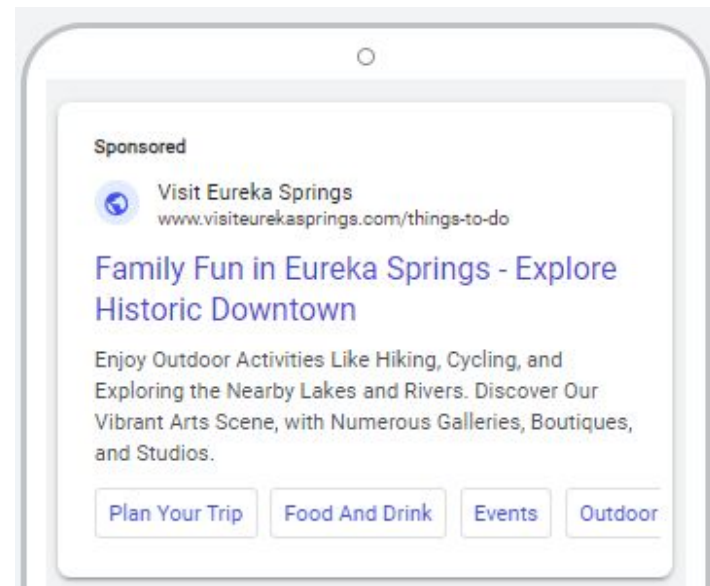 Sponsored
Visit Eureka Springs
www.visiteurekasprings.com/things-to-do
Family Fun in Eureka Springs - Explore
Historic Downtown
Enjoy Outdoor Activities Like Hiking, Cycling, and
Exploring the Nearby Lakes and Rivers. Discover Our
Vibrant Arts Scene, with Numerous Galleries, Boutiques,
and Studios.
Plan Your Trip Food And Drink Events Outdoor